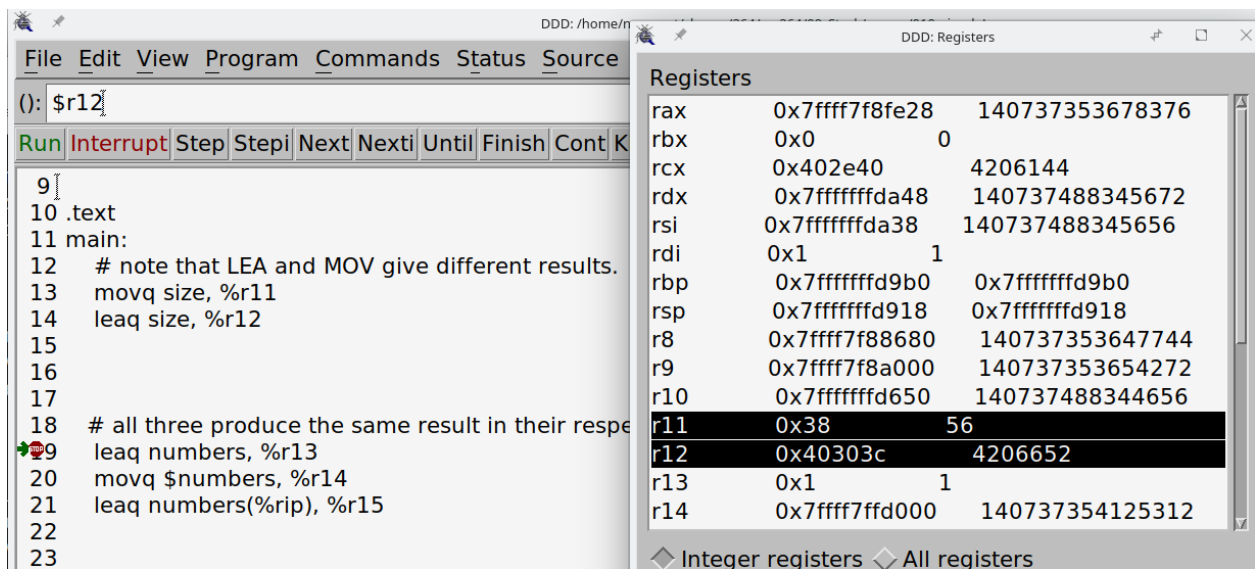 DDD: /home/n
File Edit View Program Commands Status Source
(): $r12
Run Interrupt Step Stepi Next Nexti Until Finish Cont K
9
10 .text
11 main:
12 # note that LEA and MOV give different results.
13 movq size, %r11
14 leaq size, %r12
15
16
17
18 # all three produce the same result in their respe
19 leaq numbers, %r13
20 movq $numbers, %r14
21 leaq numbers(%rip), %r15
22
23
DDD: Registers
Registers
rax 0x7ffff7f8fe28 140737353678376
rbx 0x0 0
rcx 0x402e40 4206144
rdx 0x7fffffffda48 140737488345672
rsi 0x7fffffffda38 140737488345656
rdi 0x1 1
rbp 0x7fffffffd9b0 0x7fffffffd9b0
rsp 0x7fffffffd918 0x7fffffffd918
r8 0x7ffff7f88680 140737353647744
r9 0x7ffff7f8a000 140737353654272
r10 0x7fffffffd650 140737488344656
r11 0x38 56
r12 0x40303c 4206652
r13 0x1 1
r14 0x7ffff7ffd000 140737354125312
Integer registers All registers